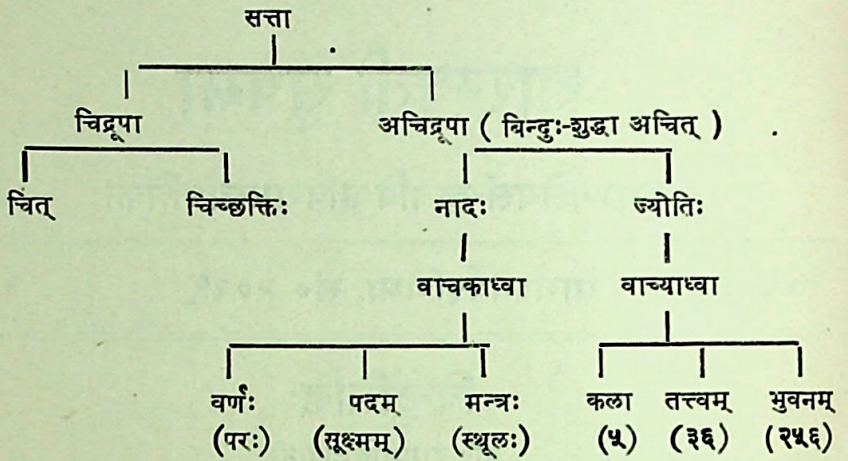 सत्ता
चिद्रूपा अचिद्रूपा ( बिन्दुः-शुद्धा अचित् )
चित् चिच्छक्तिः नादः ज्योतिः
वाचकाध्वा वाच्याध्वा
वर्णः पदम् मन्त्रः कला तत्त्वम् भुवनम्
(परः) (सूक्ष्मम्) (स्थूलः) (५) (३६) (२५६)